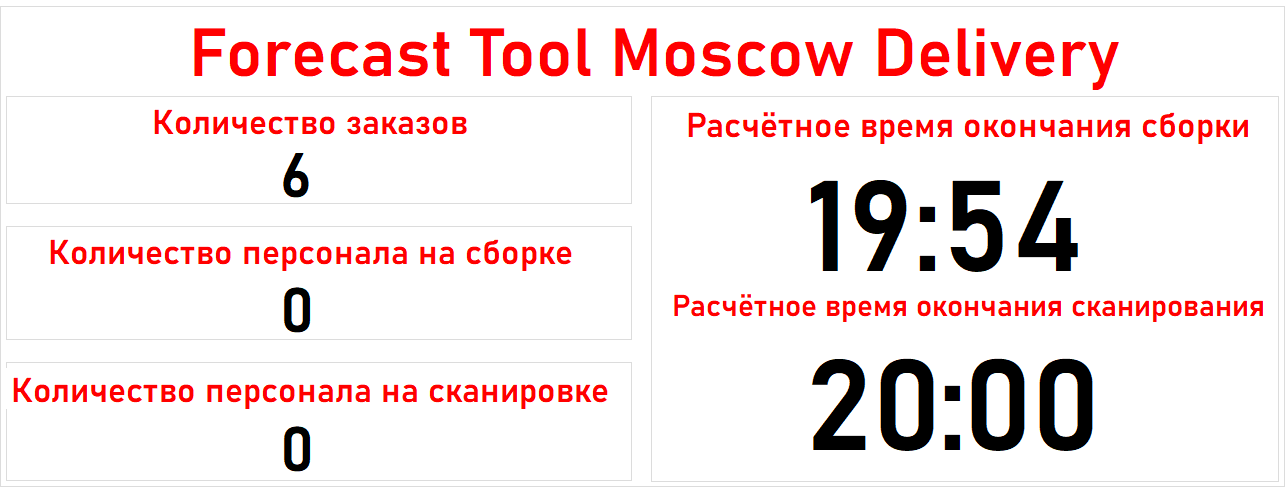 Forecast Tool Moscow Delivery
Количество заказов
6
Количество персонала на сборке
0
Количество персонала на сканировке
0
Расчётное время окончания сборки
19:54
Расчётное время окончания сканирования
20:00